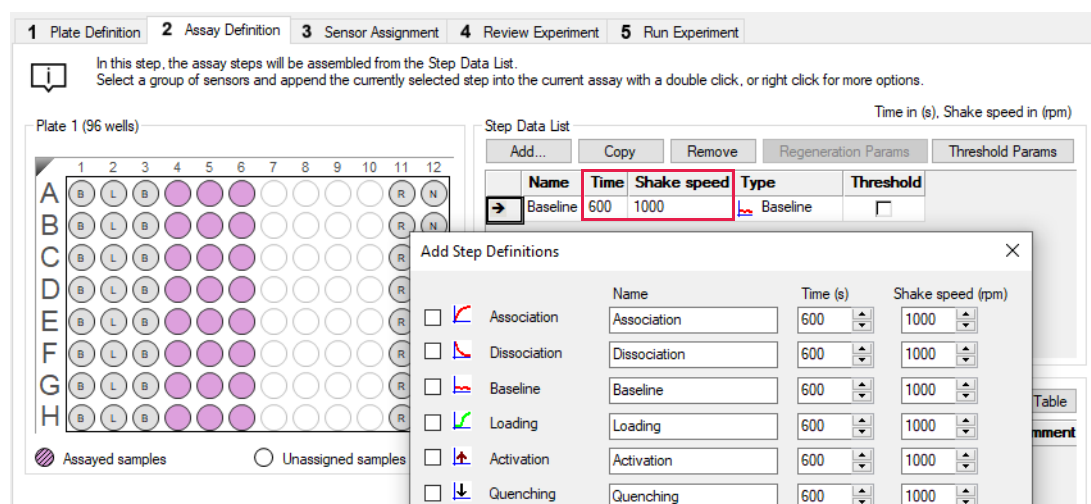 1 Plate Definition 2 Assay Definition 3 Sensor Assignment 4 Review Experiment 5 Run Experiment
i
In this step, the assay steps will be assembled from the Step Data List.
Select a group of sensors and append the currently selected step into the current assay with a double click, or right click for more options.
Time in (s), Shake speed in (rpm)
Plate 1 (96 wells)
Step Data List
Add... Copy Remove Regeneration Params Threshold Params
Name Time Shake speed Type Threshold
Baseline 600 1000 Baseline
1 2 3 4 5 6 7 8 9 10 11 12
A B L B R N
B B L B R N
C B L B R
D B L B R
E B L B R
F B L B R
G B L B R
H B L B R
Assayed samples Unassigned samples
Add Step Definitions
Name Time (s) Shake speed (rpm)
Association Association 600 1000
Dissociation Dissociation 600 1000
Baseline Baseline 600 1000
Loading Loading 600 1000
Activation Activation 600 1000
Quenching Quenching 600 1000
Table
mment